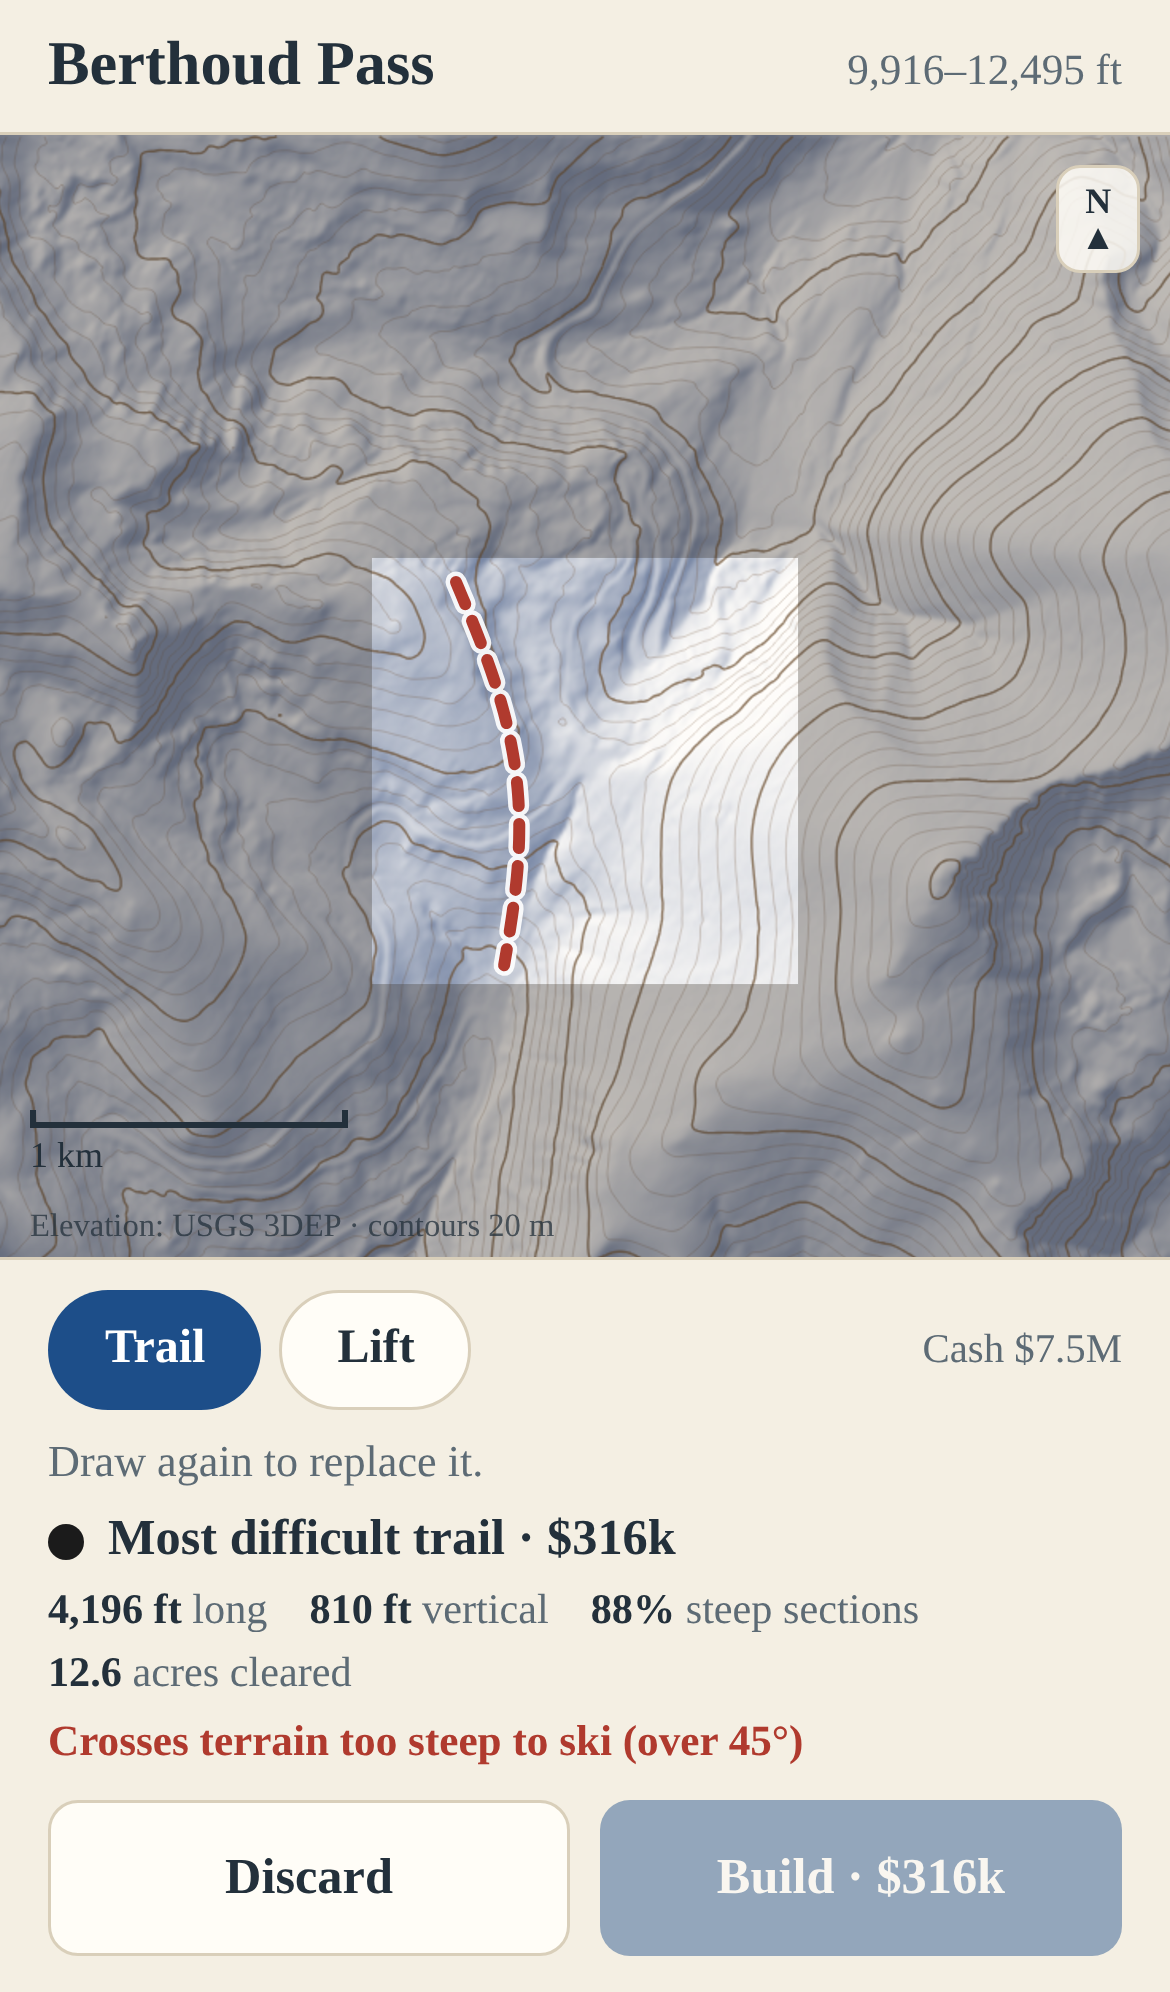 Berthoud Pass
9,916–12,495 ft
N
1 km
Elevation: USGS 3DEP · contours 20 m
Trail
Lift
Cash $7.5M
Draw again to replace it.
Most difficult trail · $316k
4,196 ft long 810 ft vertical 88% steep sections
12.6 acres cleared
Crosses terrain too steep to ski (over 45°)
Discard
Build · $316k